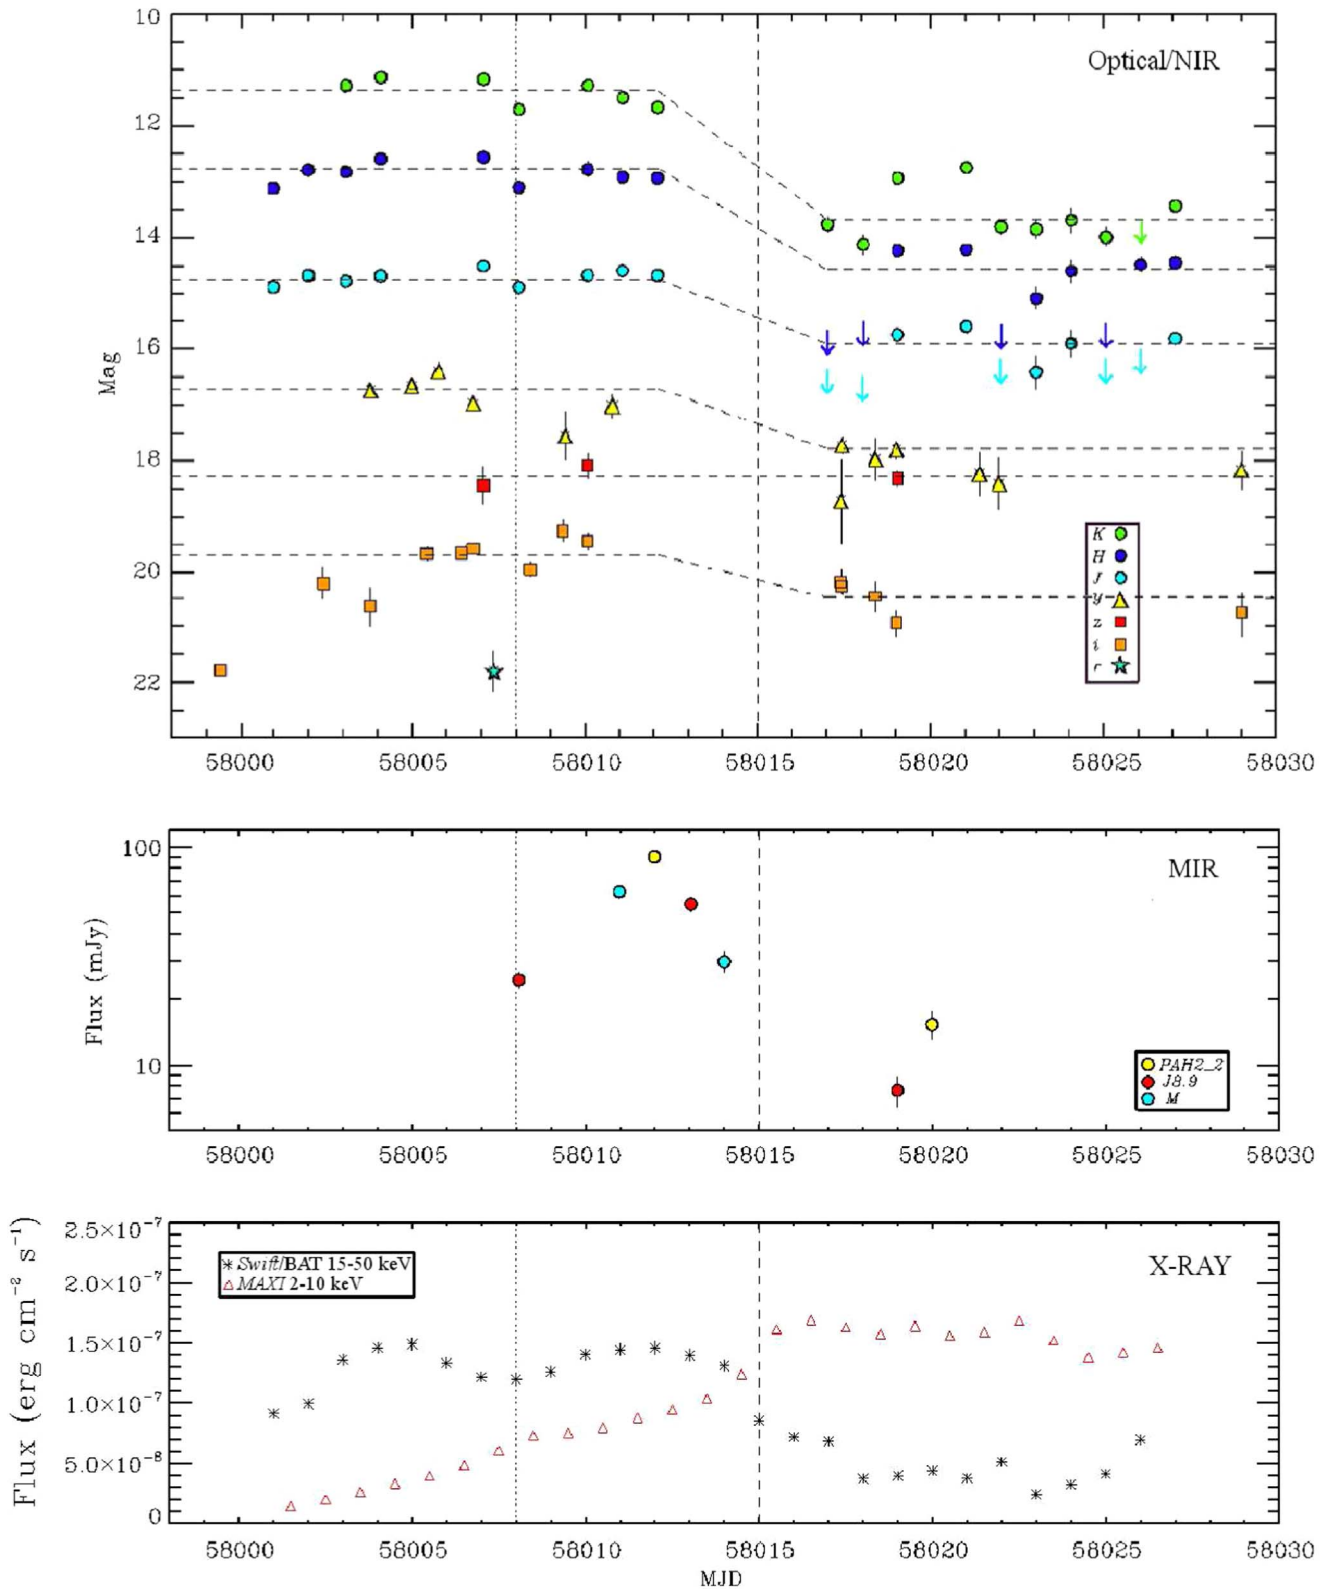 Optical/NIR
10
12
14
16
18
20
22
Mag
K
H
J
y
z
i
r
58000 58005 58010 58015 58020 58025 58030
MIR
100
10
Flux (mJy)
PAH2_2
J8.9
M
58000 58005 58010 58015 58020 58025 58030
X-RAY
2.5×10⁻⁷
2.0×10⁻⁷
1.5×10⁻⁷
1.0×10⁻⁷
5.0×10⁻⁸
0
Flux (erg cm⁻² s⁻¹)
Swift/BAT 15-50 keV
MAXI 2-10 keV
58000 58005 58010 58015 58020 58025 58030
MJD